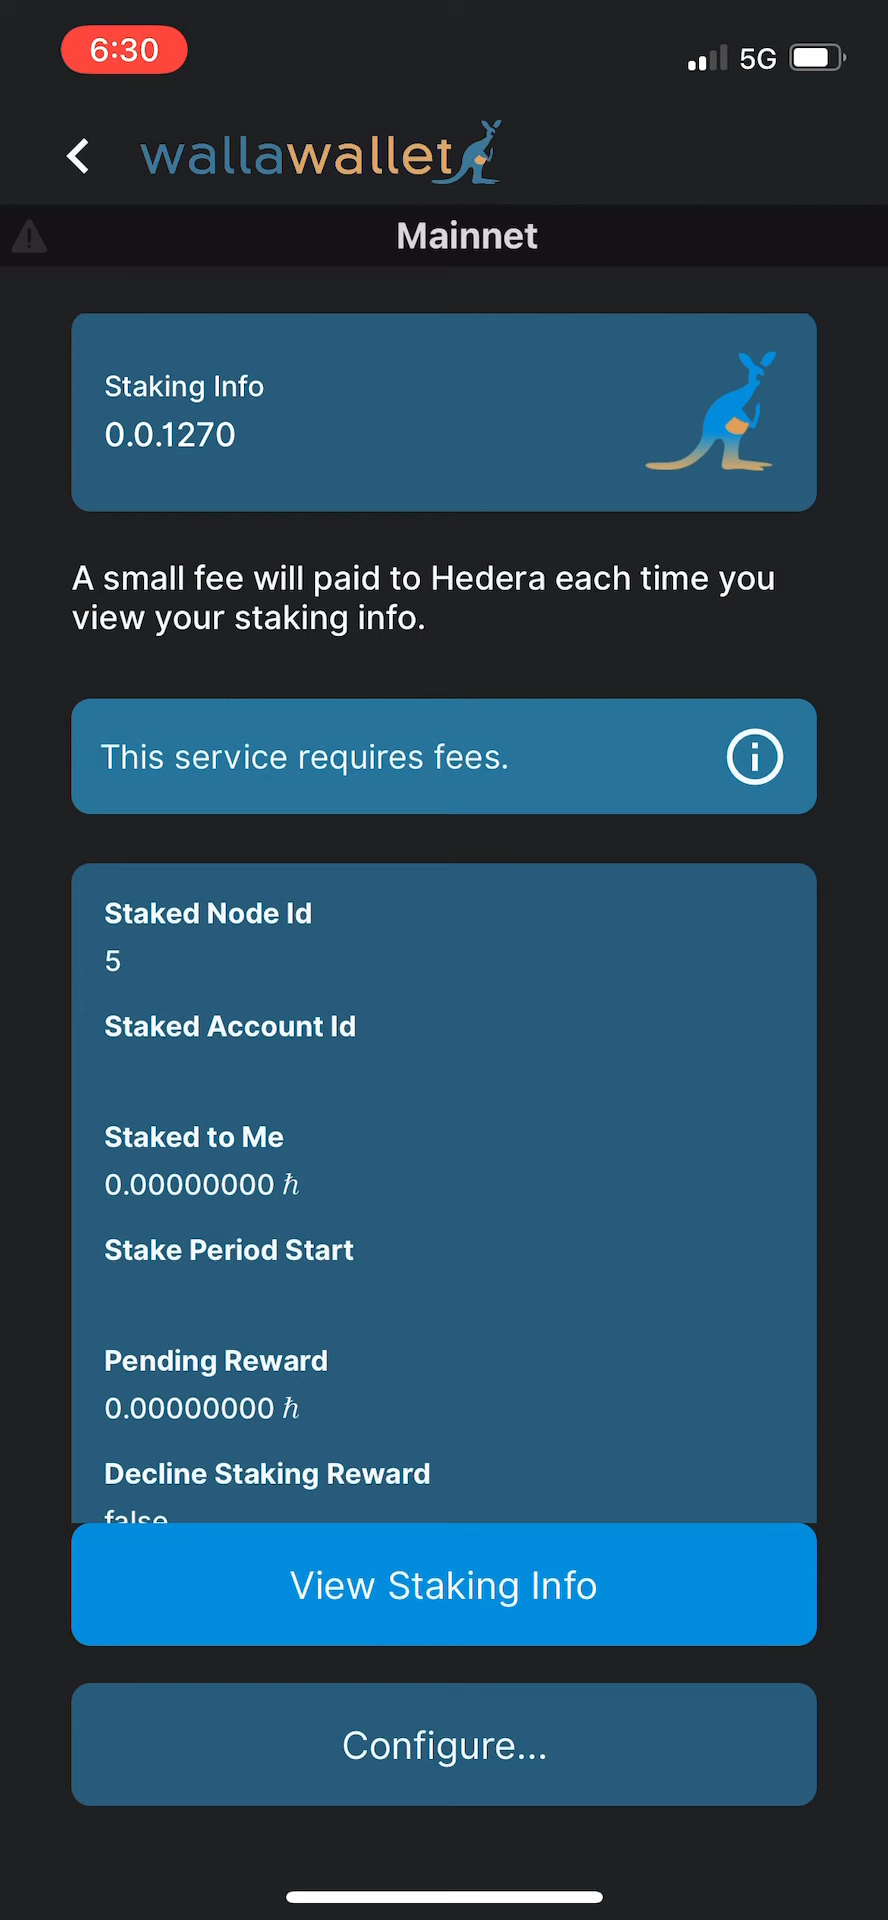 6:30
5G
wallawallet
Mainnet
Staking Info
0.0.1270
A small fee will paid to Hedera each time you
view your staking info.
This service requires fees.
Staked Node Id
5
Staked Account Id
Staked to Me
0.00000000 ℏ
Stake Period Start
Pending Reward
0.00000000 ℏ
Decline Staking Reward
false
View Staking Info
Configure...